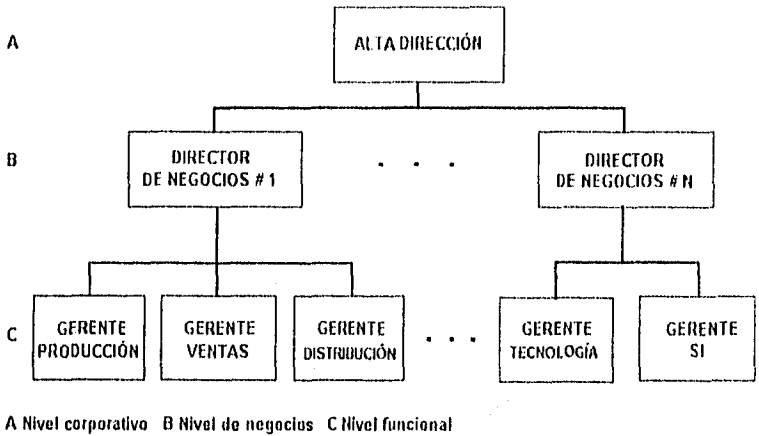 A
ALTA DIRECCIÓN
B
DIRECTOR
DE NEGOCIOS # 1
. . .
DIRECTOR
DE NEGOCIOS # N
C
GERENTE
PRODUCCIÓN
GERENTE
VENTAS
GERENTE
DISTRIBUCIÓN
. . .
GERENTE
TECNOLOGÍA
GERENTE
SI
A Nivel corporativo B Nivel de negocios C Nivel funcional